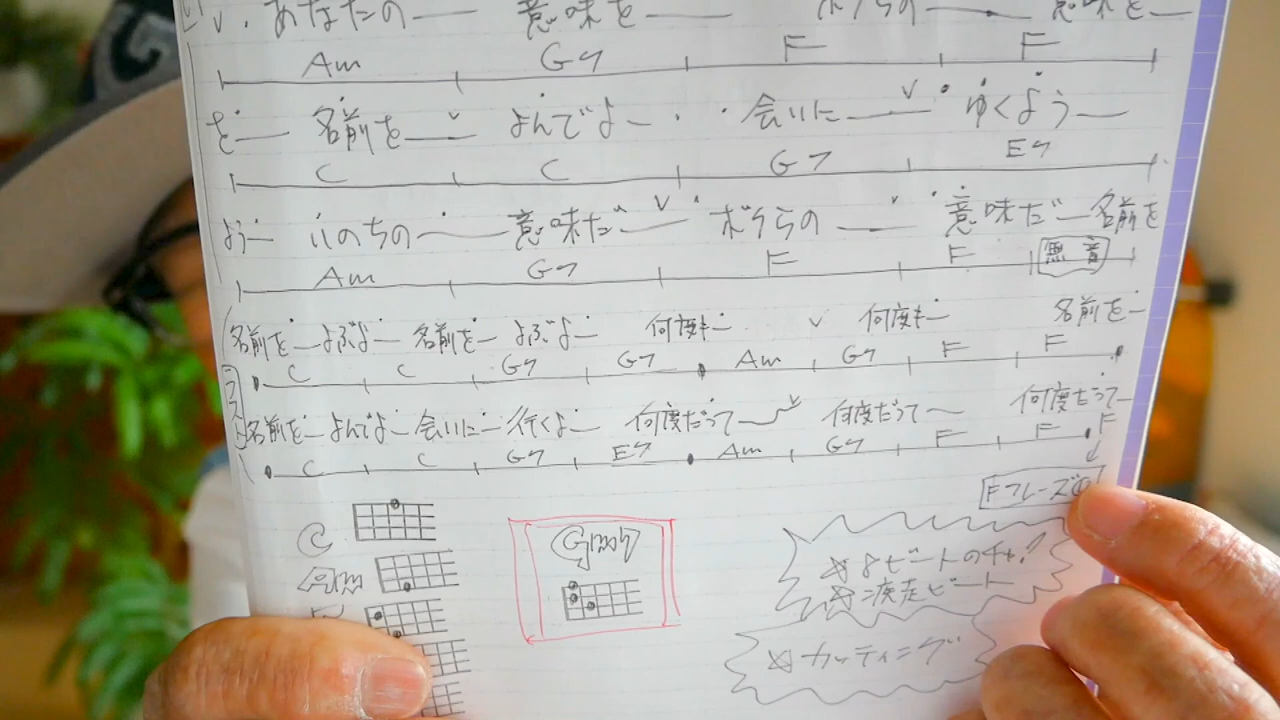 あなたの 意味を ボクらの 意味を
Am G7 F F
を 名前を よんでよ 会いに ゆくよう
C C G7 E7
よう いのちの 意味だ ボクらの 意味だ 名前を
Am G7 F F 無音
名前を よぶよ 名前を よぶよ 何度も 何度も 名前を
C C G7 G7 Am G7 F F
ラスト
名前を よんでよ 会いに 行くよ 何度だって 何度だって 何度だって
C C G7 E7 Am G7 F F F
Fフレーズ
C
Am
F
☆8ビートのチャ!
☆疾走ビート
☆カッティング